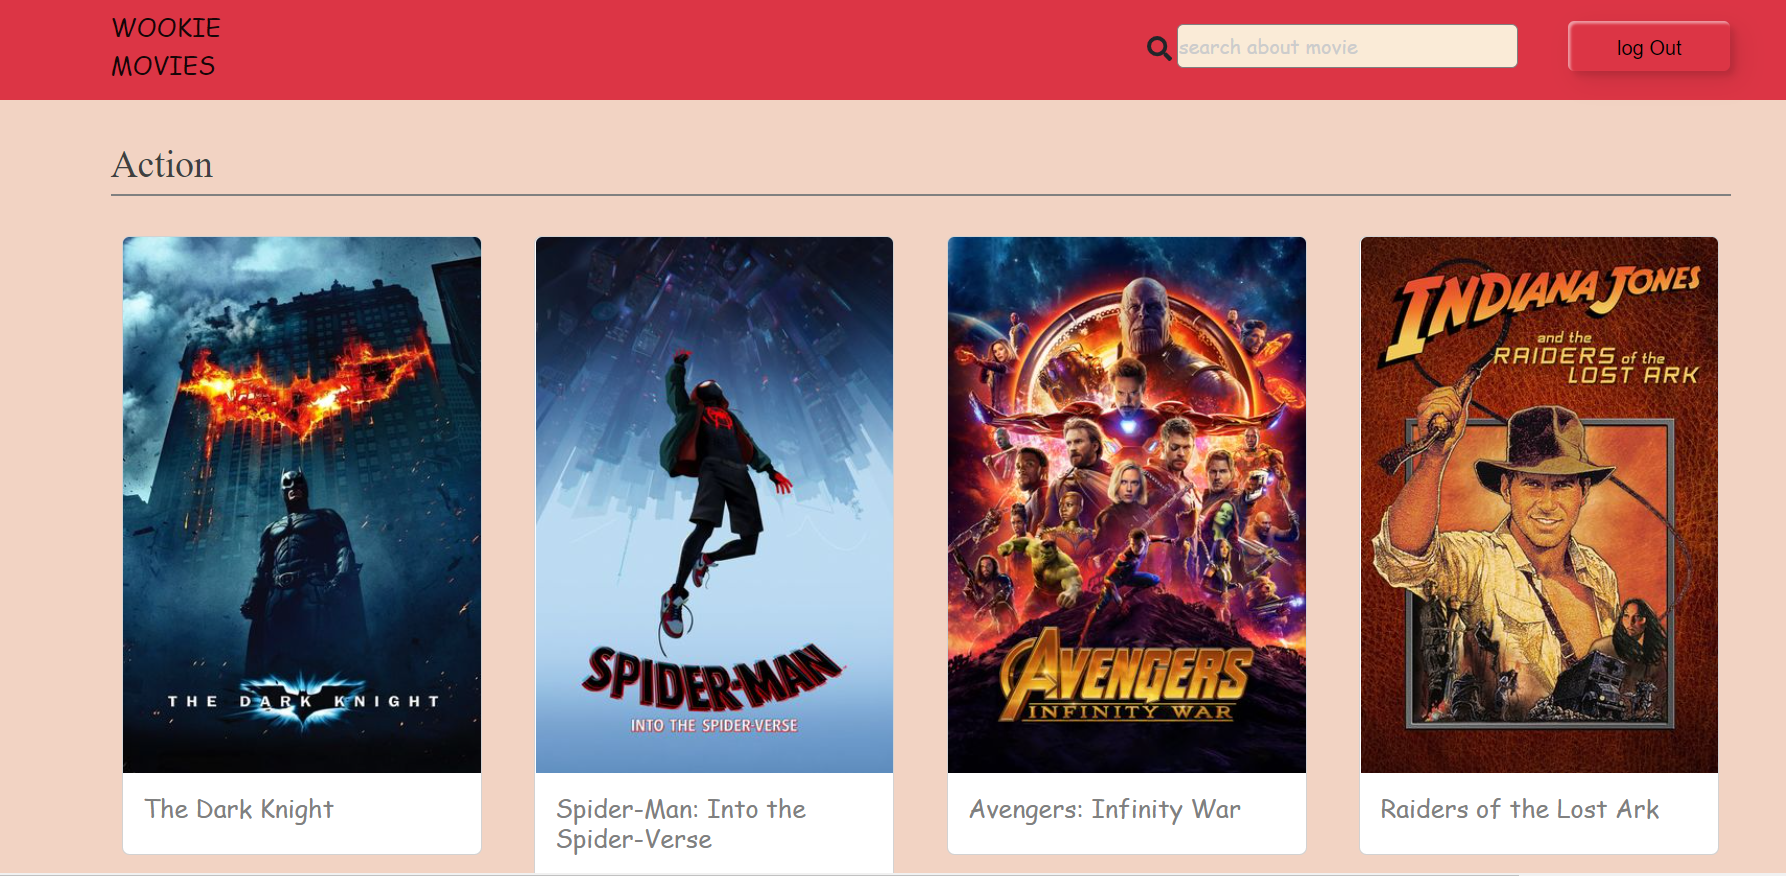 WOOKIE
MOVIES
search about movie
log Out
Action
THE DARK KNIGHT
SPIDER-MAN
INTO THE SPIDER-VERSE
AVENGERS
INFINITY WAR
INDIANA JONES
and the
RAIDERS of the
LOST ARK
The Dark Knight
Spider-Man: Into the
Spider-Verse
Avengers: Infinity War
Raiders of the Lost Ark